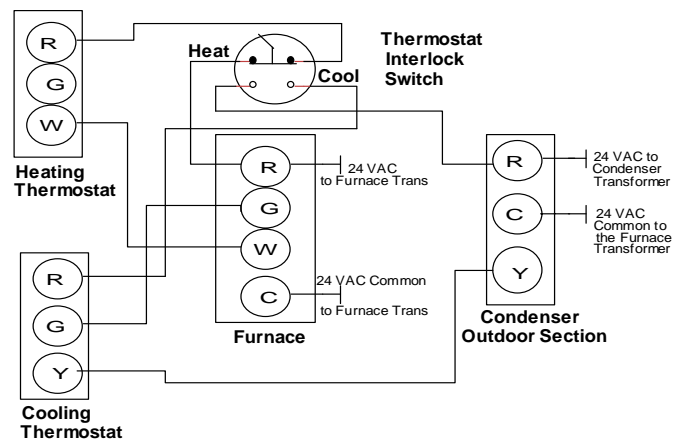 R
G
W
Heating
Thermostat
Heat
Cool
Thermostat
Interlock
Switch
R
24 VAC
to Furnace Trans
G
W
C
24 VAC Common
to Furnace Trans
Furnace
R
24 VAC to
Condenser
Transformer
C
24 VAC
Common to
the Furnace
Transformer
Y
Condenser
Outdoor Section
R
G
Y
Cooling
Thermostat